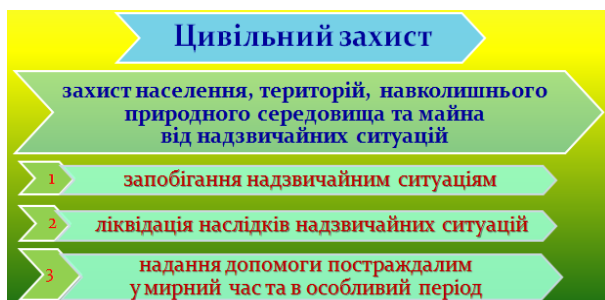 Цивільний захист
захист населення, територій, навколишнього
природного середовища та майна
від надзвичайних ситуацій
1 запобігання надзвичайним ситуаціям
2 ліквідація наслідків надзвичайних ситуацій
3 надання допомоги постраждалим
у мирний час та в особливий період